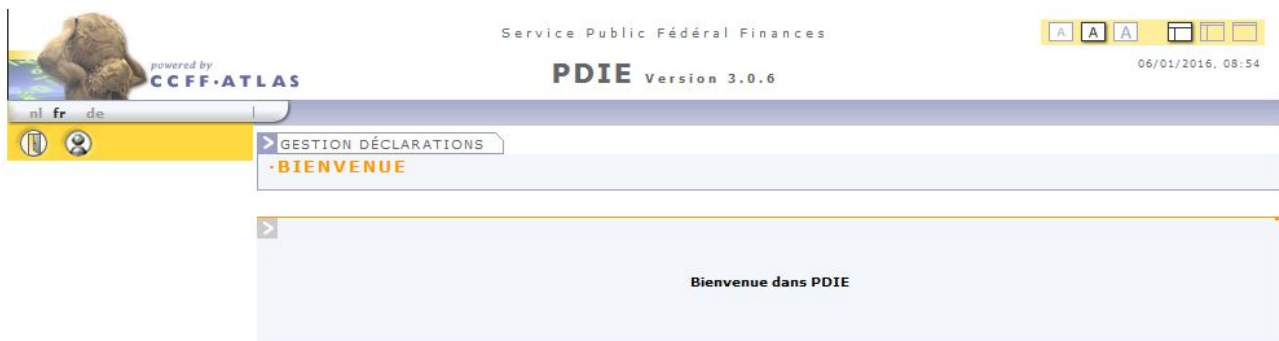 Service Public Fédéral Finances
A A A
powered by
CCFF·ATLAS
PDIE Version 3.0.6
06/01/2016, 08:54
nl fr de
GESTION DÉCLARATIONS
·BIENVENUE
Bienvenue dans PDIE